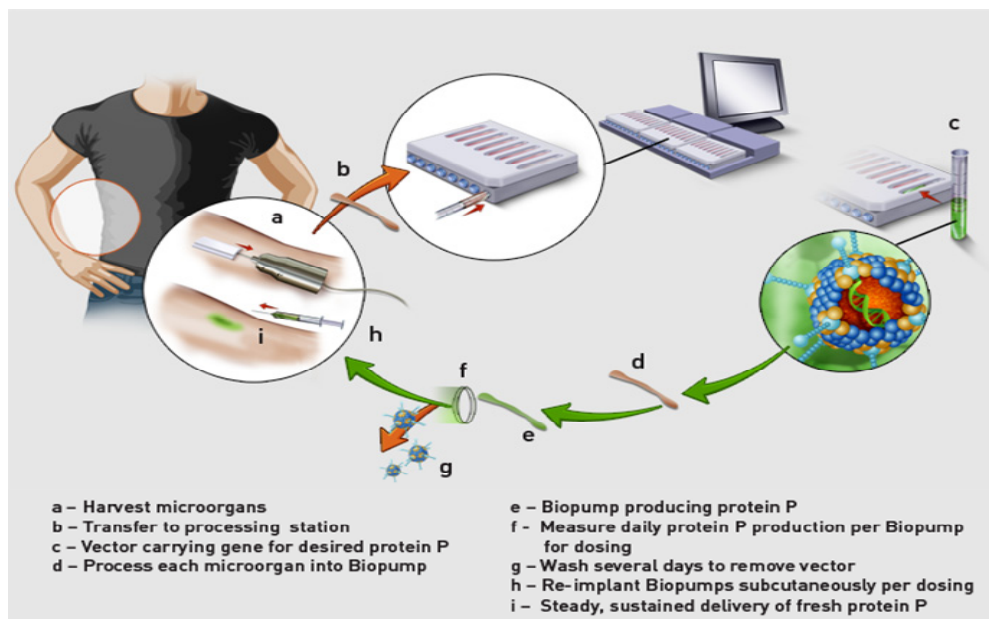 c
b
a
h
i
d
f
e
g
a – Harvest microorgans
b – Transfer to processing station
c – Vector carrying gene for desired protein P
d – Process each microorgan into Biopump
e – Biopump producing protein P
f - Measure daily protein P production per Biopump
for dosing
g – Wash several days to remove vector
h – Re-implant Biopumps subcutaneously per dosing
i – Steady, sustained delivery of fresh protein P